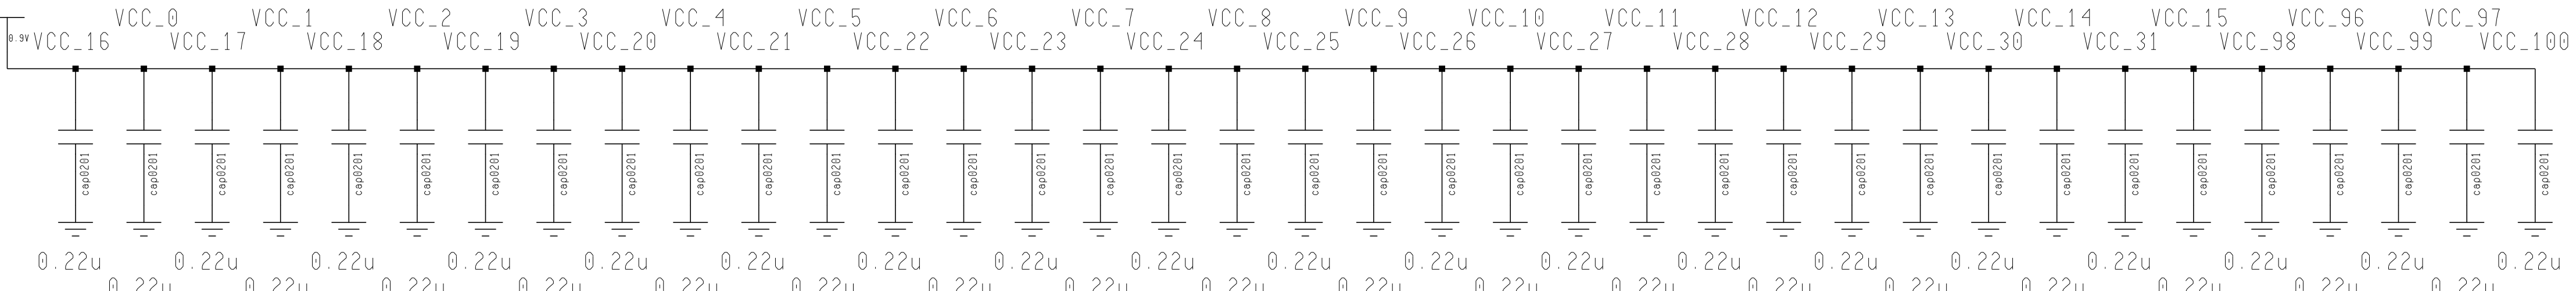 VCC_0 VCC_1 VCC_2 VCC_3 VCC_4 VCC_5 VCC_6 VCC_7 VCC_8 VCC_9 VCC_10 VCC_11 VCC_12 VCC_13 VCC_14 VCC_15 VCC_96 VCC_97
0.9V VCC_16 VCC_17 VCC_18 VCC_19 VCC_20 VCC_21 VCC_22 VCC_23 VCC_24 VCC_25 VCC_26 VCC_27 VCC_28 VCC_29 VCC_30 VCC_31 VCC_98 VCC_99 VCC_100
cap0201 cap0201 cap0201 cap0201 cap0201 cap0201 cap0201 cap0201 cap0201 cap0201 cap0201 cap0201 cap0201 cap0201 cap0201 cap0201 cap0201 cap0201 cap0201 cap0201 cap0201 cap0201 cap0201 cap0201 cap0201 cap0201 cap0201 cap0201 cap0201 cap0201 cap0201 cap0201 cap0201 cap0201 cap0201 cap0201 cap0201
0.22u 0.22u 0.22u 0.22u 0.22u 0.22u 0.22u 0.22u 0.22u 0.22u 0.22u 0.22u 0.22u 0.22u 0.22u 0.22u 0.22u 0.22u 0.22u